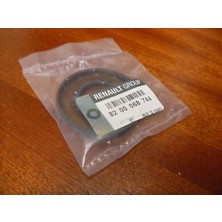 RENAULT GROUP
82 00 068 744